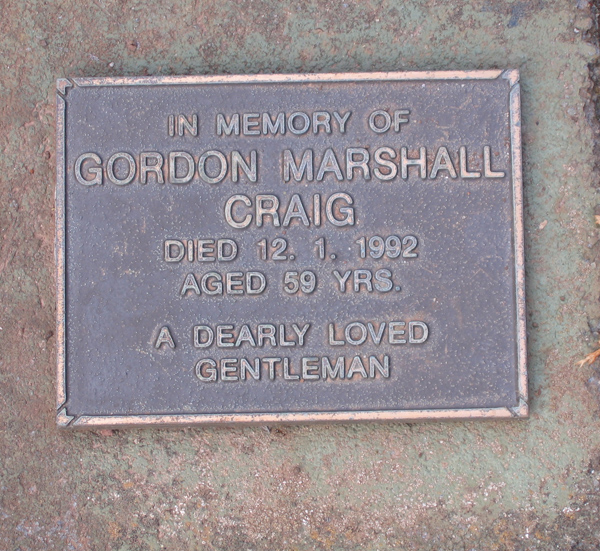 IN MEMORY OF
GORDON MARSHALL
CRAIG
DIED 12. 1. 1992
AGED 59 YRS.
A DEARLY LOVED
GENTLEMAN